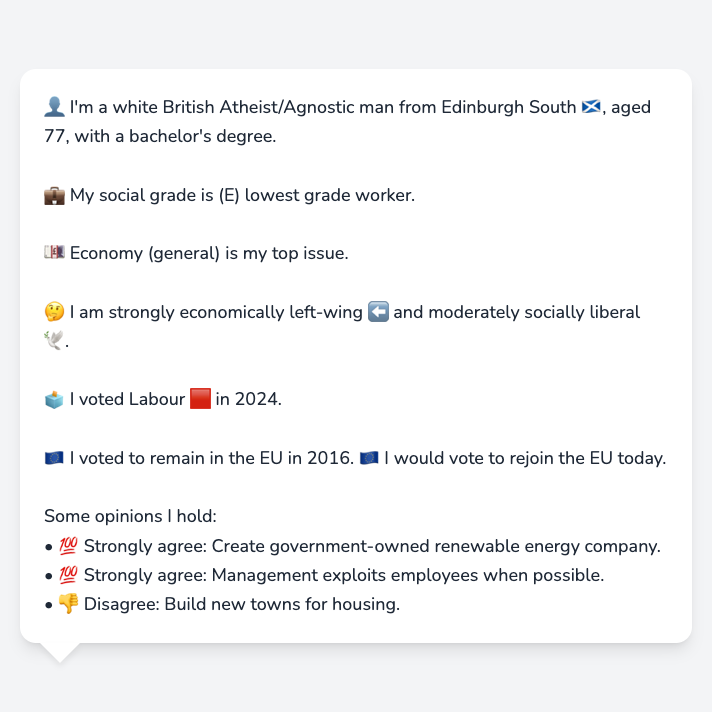 👤 I'm a white British Atheist/Agnostic man from Edinburgh South 🏴󠁧󠁢󠁳󠁣󠁴󠁿, aged
77, with a bachelor's degree.
💼 My social grade is (E) lowest grade worker.
💷 Economy (general) is my top issue.
🤔 I am strongly economically left-wing ⬅️ and moderately socially liberal
🕊️.
🗳️ I voted Labour 🟥 in 2024.
🇪🇺 I voted to remain in the EU in 2016. 🇪🇺 I would vote to rejoin the EU today.
Some opinions I hold:
• 💯 Strongly agree: Create government-owned renewable energy company.
• 💯 Strongly agree: Management exploits employees when possible.
• 👎 Disagree: Build new towns for housing.